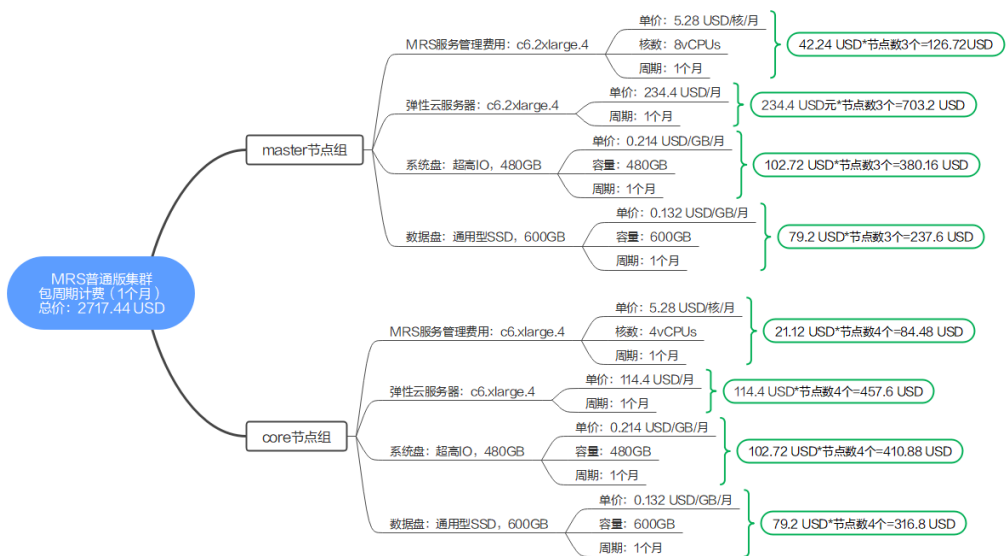 MRS普通版集群
包周期计费（1个月）
总价：2717.44 USD
master节点组
MRS服务管理费用：c6.2xlarge.4
单价：5.28 USD/核/月
核数：8vCPUs
周期：1个月
42.24 USD*节点数3个=126.72USD
弹性云服务器：c6.2xlarge.4
单价：234.4 USD/月
周期：1个月
234.4 USD元*节点数3个=703.2 USD
系统盘：超高IO，480GB
单价：0.214 USD/GB/月
容量：480GB
周期：1个月
102.72 USD*节点数3个=380.16 USD
数据盘：通用型SSD，600GB
单价：0.132 USD/GB/月
容量：600GB
周期：1个月
79.2 USD*节点数3个=237.6 USD
core节点组
MRS服务管理费用：c6.xlarge.4
单价：5.28 USD/核/月
核数：4vCPUs
周期：1个月
21.12 USD*节点数4个=84.48 USD
弹性云服务器：c6.xlarge.4
单价：114.4 USD/月
周期：1个月
114.4 USD*节点数4个=457.6 USD
系统盘：超高IO，480GB
单价：0.214 USD/GB/月
容量：480GB
周期：1个月
102.72 USD*节点数4个=410.88 USD
数据盘：通用型SSD，600GB
单价：0.132 USD/GB/月
容量：600GB
周期：1个月
79.2 USD*节点数4个=316.8 USD